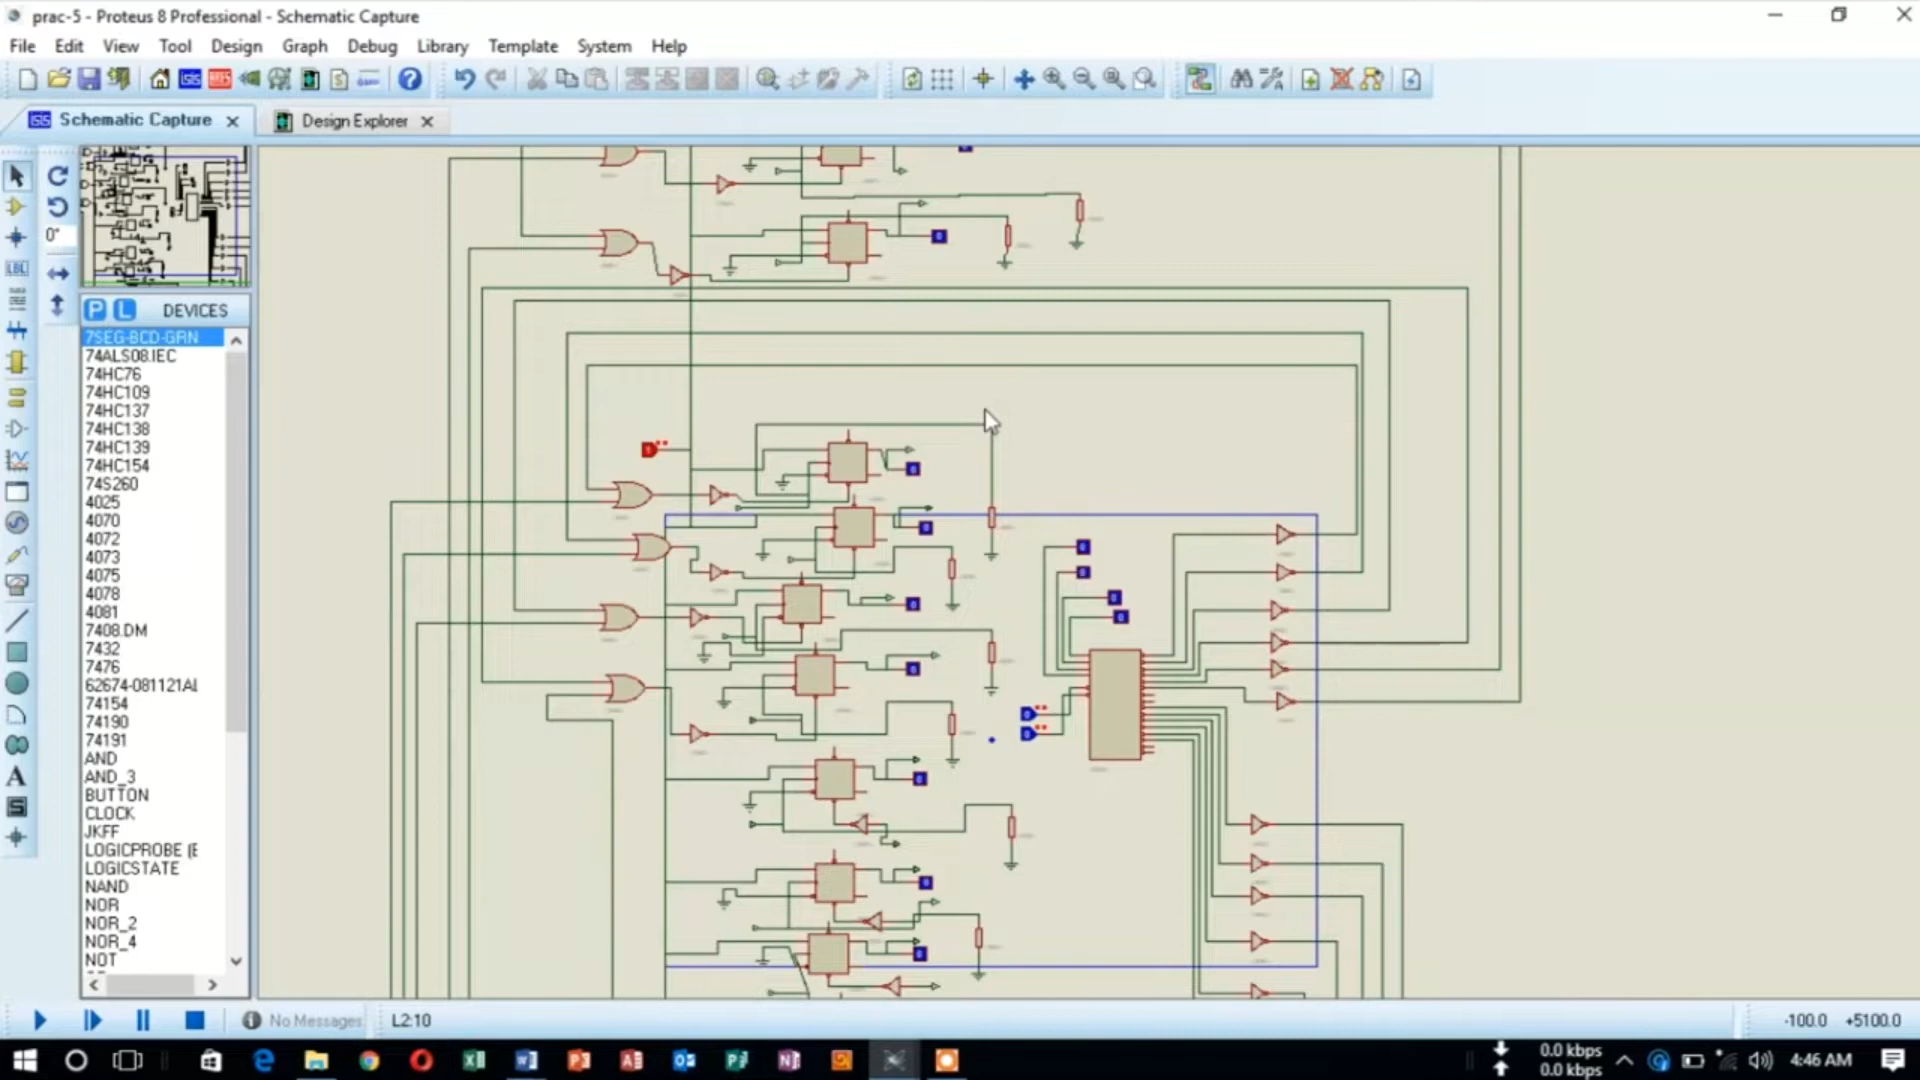 prac-5 - Proteus 8 Professional - Schematic Capture
File Edit View Tool Design Graph Debug Library Template System Help
Schematic Capture
Design Explorer
0°
LBL
P L DEVICES
7SEG-BCD-GRN
74ALS08.IEC
74HC76
74HC109
74HC137
74HC138
74HC139
74HC154
74S260
4025
4070
4072
4073
4075
4078
4081
7408.DM
7432
7476
62674-081121AL
74154
74190
74191
AND
AND_3
BUTTON
CLOCK
JKFF
LOGICPROBE (E
LOGICSTATE
NAND
NOR
NOR_2
NOR_4
NOT
No Messages
L2:10
-100.0 +5100.0
0.0 kbps
0.0 kbps
4:46 AM